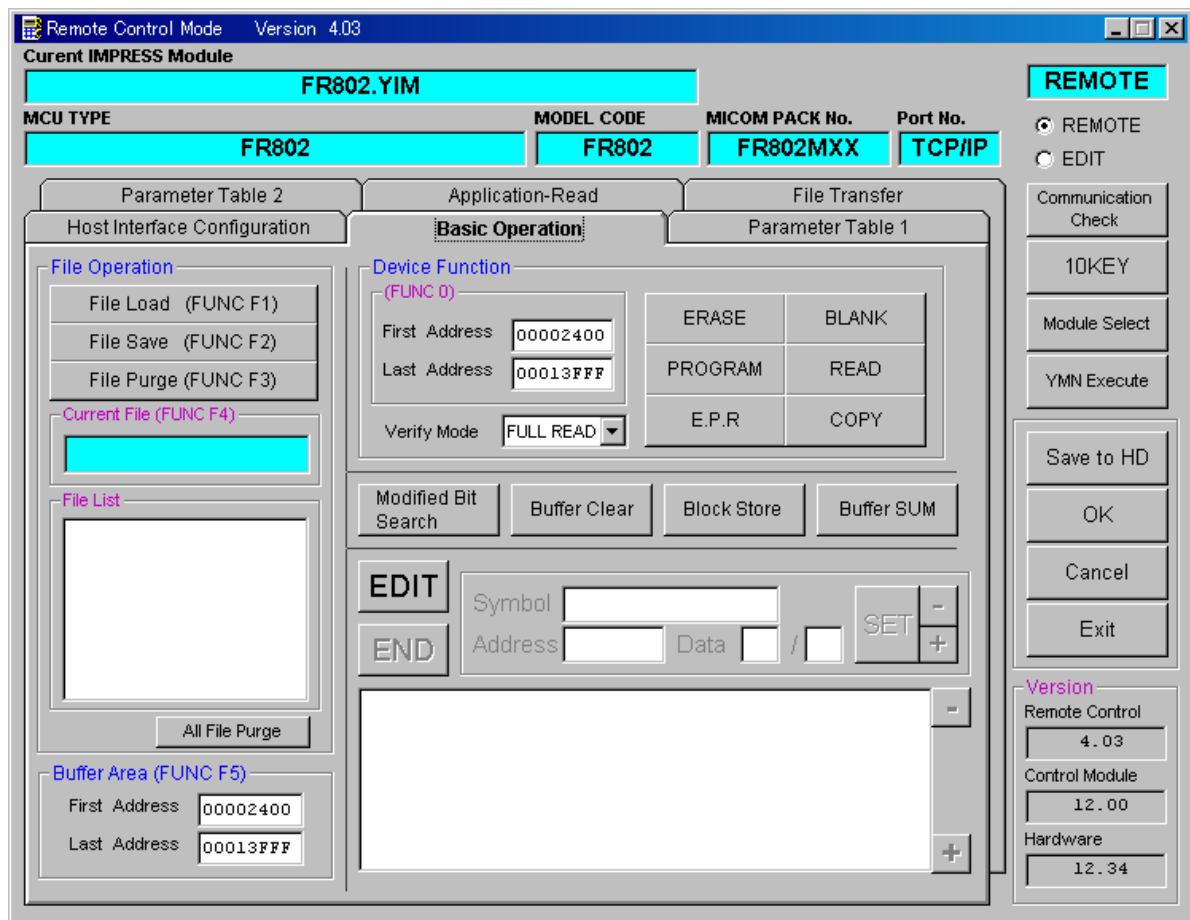 Remote Control Mode Version 4.03
Curent IMPRESS Module
FR802.YIM
REMOTE
MCU TYPE
MODEL CODE
MICOM PACK No.
Port No.
FR802
FR802
FR802MXX
TCP/IP
REMOTE
EDIT
Parameter Table 2
Application-Read
File Transfer
Host Interface Configuration
Basic Operation
Parameter Table 1
Communication
Check
10KEY
Module Select
YMN Execute
File Operation
File Load (FUNC F1)
File Save (FUNC F2)
File Purge (FUNC F3)
Current File (FUNC F4)
File List
All File Purge
Buffer Area (FUNC F5)
First Address 00002400
Last Address 00013FFF
Device Function
(FUNC 0)
First Address 00002400
Last Address 00013FFF
Verify Mode FULL READ
ERASE
BLANK
PROGRAM
READ
E.P.R
COPY
Modified Bit
Search
Buffer Clear
Block Store
Buffer SUM
EDIT
END
Symbol
Address
Data /
SET
-
+
-
+
Save to HD
OK
Cancel
Exit
Version
Remote Control
4.03
Control Module
12.00
Hardware
12.34